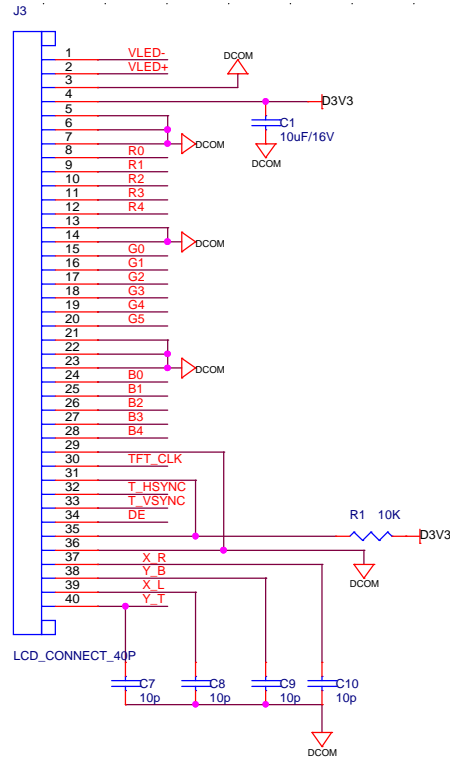 J3
1 VLED-
2 VLED+
DCOM
3
4 D3V3
5
C1
6
10uF/16V
7 DCOM
8 R0
DCOM
9 R1
10 R2
11 R3
12 R4
13
14 DCOM
15 G0
16 G1
17 G2
18 G3
19 G4
20 G5
21
22
23 DCOM
24 B0
25 B1
26 B2
27 B3
28 B4
29
30 TFT_CLK
31
32 T_HSYNC
33 T_VSYNC
34 DE
R1 10K
35 D3V3
36
37 X_R
38 Y_B
DCOM
39 X_L
40 Y_T
LCD_CONNECT_40P
C7 C8 C9 C10
10p 10p 10p 10p
DCOM